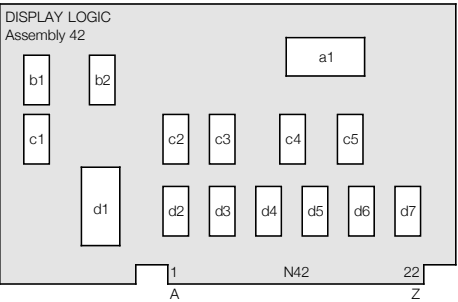 DISPLAY LOGIC
Assembly 42
a1
b1 b2
c1 c2 c3 c4 c5
d1 d2 d3 d4 d5 d6 d7
1 N42 22
A Z